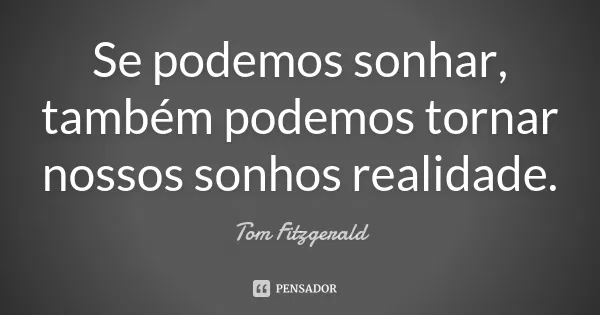 Se podemos sonhar,
também podemos tornar
nossos sonhos realidade.
Tom Fitzgerald
PENSADOR